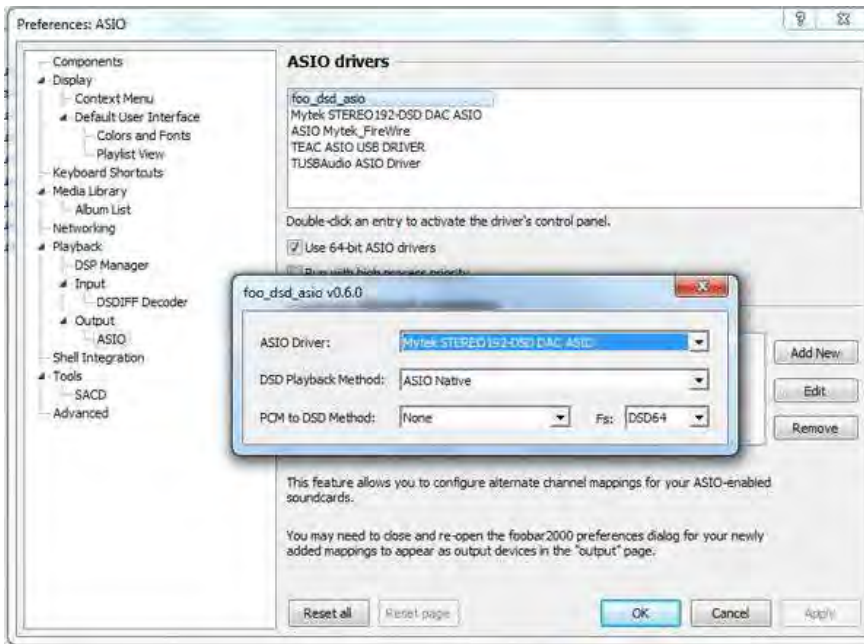 Preferences: ASIO
Components
Display
Context Menu
Default User Interface
Colors and Fonts
Playlist View
Keyboard Shortcuts
Media Library
Album List
Networking
Playback
DSP Manager
Input
DSDIFF Decoder
Output
ASIO
Shell Integration
Tools
SACD
Advanced
ASIO drivers
foo_dsd_asio
Mytek STEREO192-DSD DAC ASIO
ASIO Mytek_FireWire
TEAC ASIO USB DRIVER
TUSBAudio ASIO Driver
Double-click an entry to activate the driver's control panel.
Use 64-bit ASIO drivers
Run with high process priority
foo_dsd_asio v0.6.0
ASIO Driver: Mytek STEREO192-DSD DAC ASIO
DSD Playback Method: ASIO Native
PCM to DSD Method: None Fs: DSD64
Add New
Edit
Remove
This feature allows you to configure alternate channel mappings for your ASIO-enabled
soundcards.
You may need to close and re-open the foobar2000 preferences dialog for your newly
added mappings to appear as output devices in the "output" page.
Reset all Reset page OK Cancel Apply